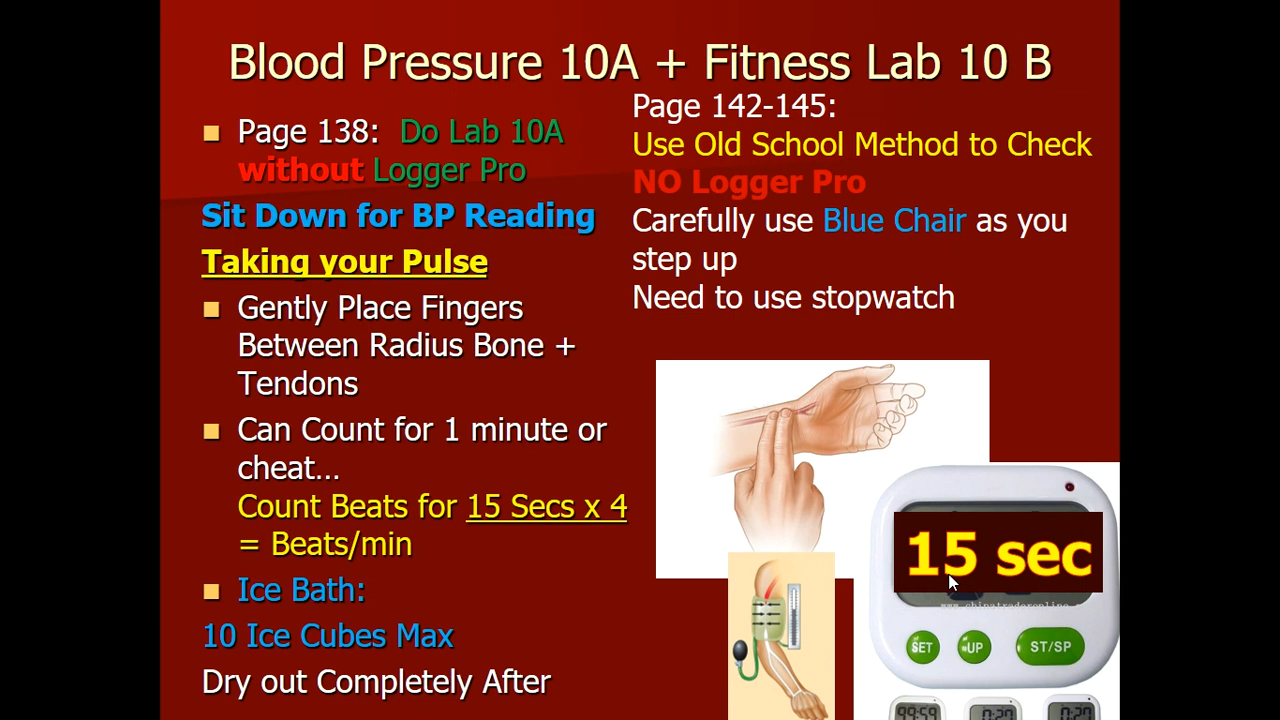 Blood Pressure 10A + Fitness Lab 10 B
Page 138: Do Lab 10A
without Logger Pro
Sit Down for BP Reading
Taking your Pulse
Gently Place Fingers
Between Radius Bone +
Tendons
Can Count for 1 minute or
cheat...
Count Beats for 15 Secs x 4
= Beats/min
Ice Bath:
10 Ice Cubes Max
Dry out Completely After
Page 142-145:
Use Old School Method to Check
NO Logger Pro
Carefully use Blue Chair as you
step up
Need to use stopwatch
15 sec
SET
UP
ST/SP
99:59
0:20